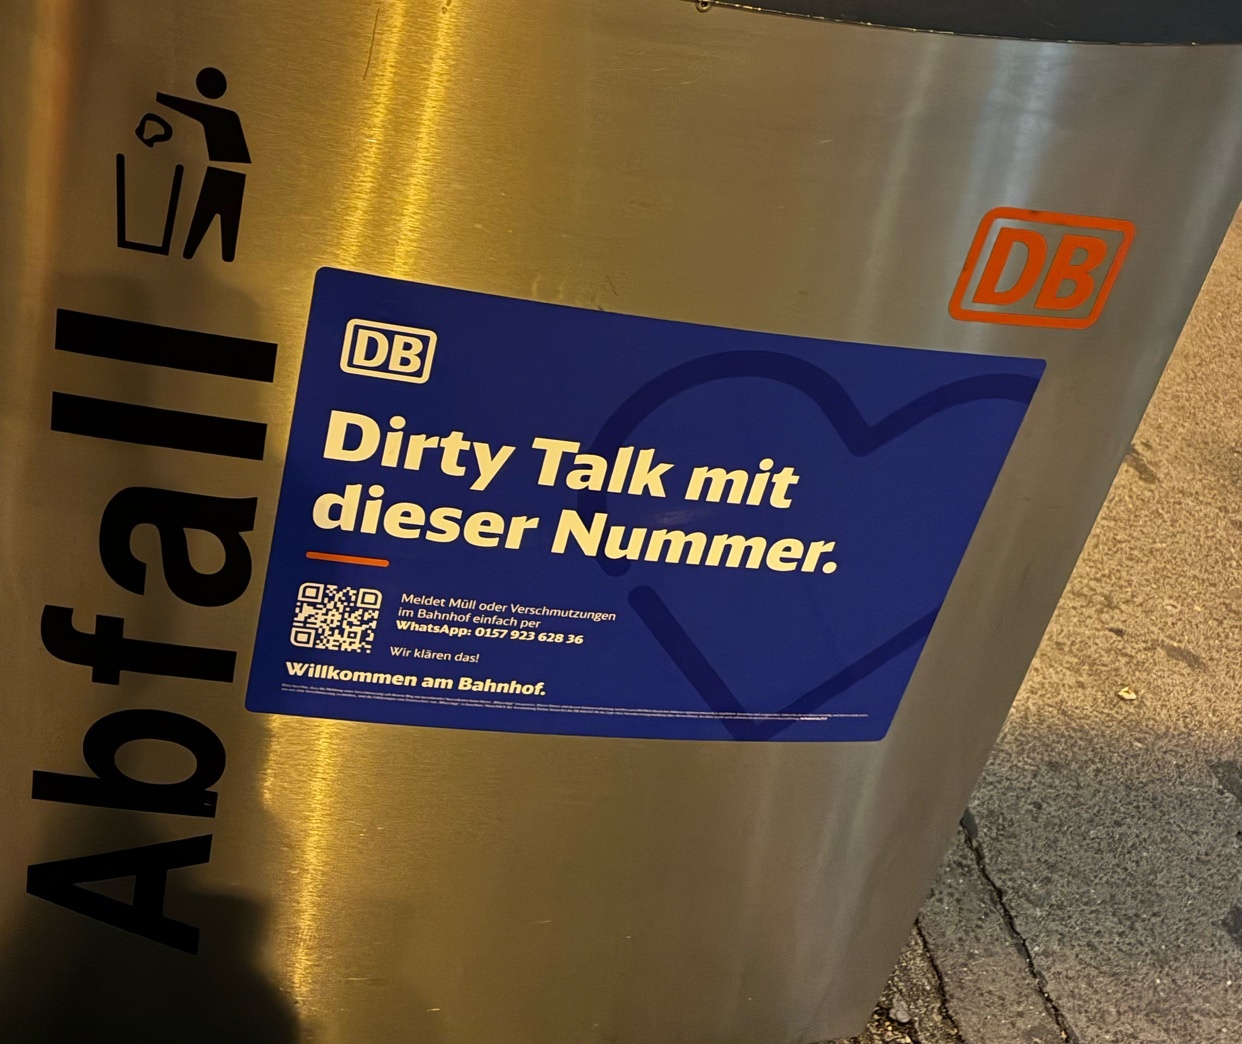 Abfall
DB
DB
Dirty Talk mit
dieser Nummer.
Meldet Müll oder Verschmutzungen
im Bahnhof einfach per
WhatsApp: 0157 923 628 36
Wir klären das!
Willkommen am Bahnhof.